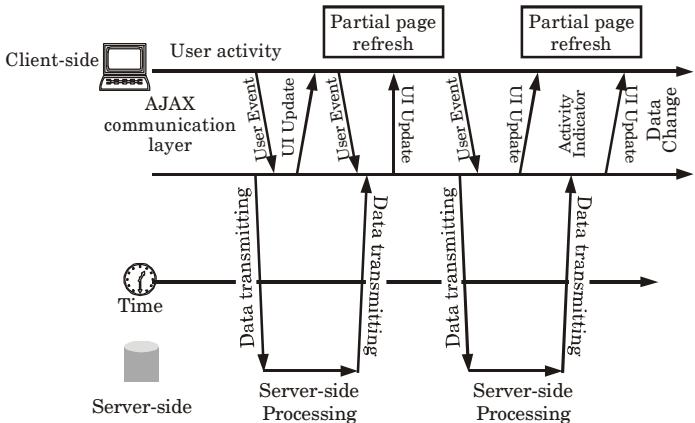 Partial page
refresh
Partial page
refresh
Client-side
User activity
AJAX
communication
layer
User Event
UI Update
User Event
UI Update
User Event
UI Update
Activity
Indicator
UI Update
Data
Change
Data transmitting
Data transmitting
Data transmitting
Data transmitting
Time
Server-side
Server-side
Processing
Server-side
Processing